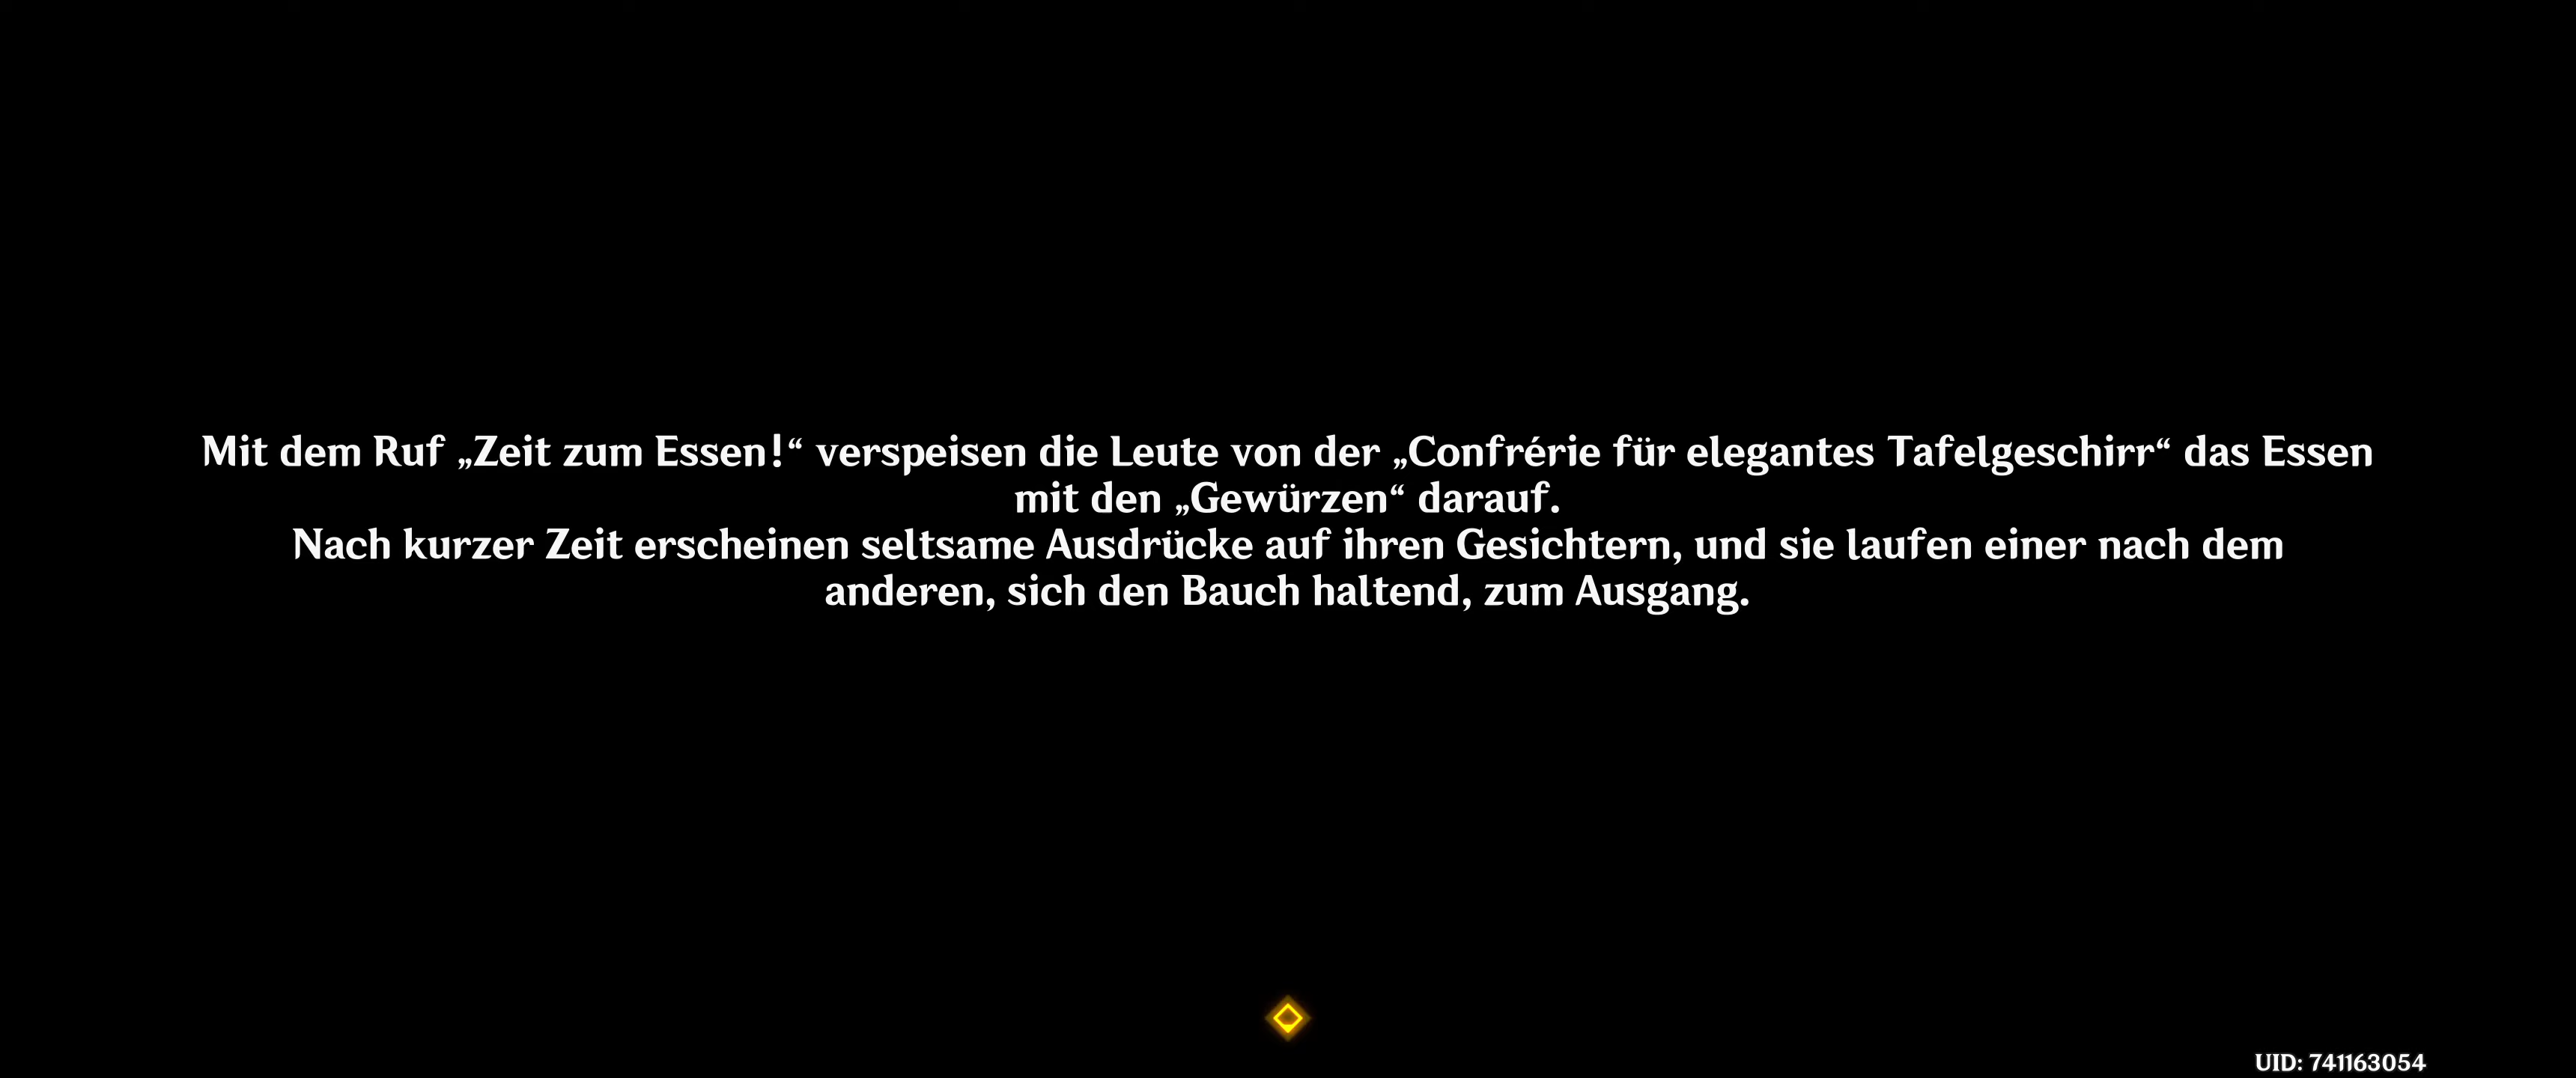 Mit dem Ruf „Zeit zum Essen!“ verspeisen die Leute von der „Confrérie für elegantes Tafelgeschirr“ das Essen
mit den „Gewürzen“ darauf.
Nach kurzer Zeit erscheinen seltsame Ausdrücke auf ihren Gesichtern, und sie laufen einer nach dem
anderen, sich den Bauch haltend, zum Ausgang.
UID: 741163054